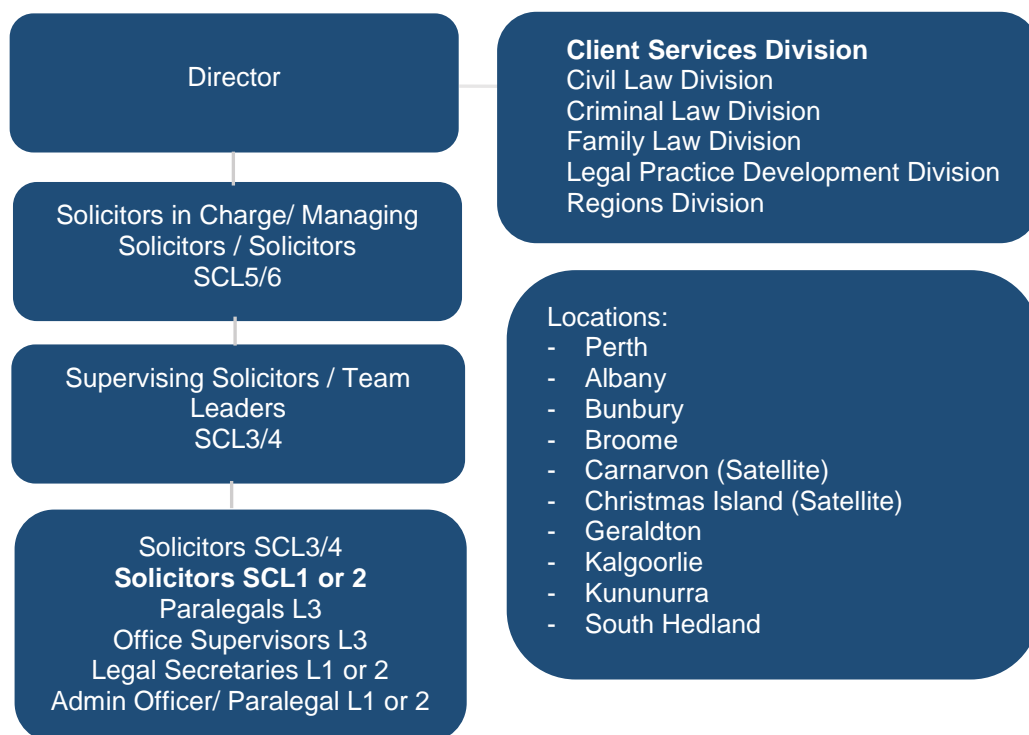 Director
Client Services Division
Civil Law Division
Criminal Law Division
Family Law Division
Legal Practice Development Division
Regions Division
Solicitors in Charge/ Managing
Solicitors / Solicitors
SCL5/6
Supervising Solicitors / Team
Leaders
SCL3/4
Solicitors SCL3/4
Solicitors SCL1 or 2
Paralegals L3
Office Supervisors L3
Legal Secretaries L1 or 2
Admin Officer/ Paralegal L1 or 2
Locations:
- Perth
- Albany
- Bunbury
- Broome
- Carnarvon (Satellite)
- Christmas Island (Satellite)
- Geraldton
- Kalgoorlie
- Kununurra
- South Hedland